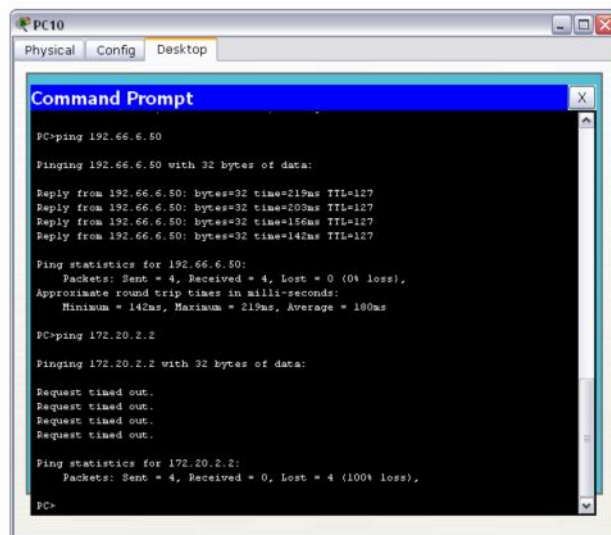 PC10
Physical Config Desktop
Command Prompt
X
PC>ping 192.66.6.50
Pinging 192.66.6.50 with 32 bytes of data:
Reply from 192.66.6.50: bytes=32 time=219ms TTL=127
Reply from 192.66.6.50: bytes=32 time=203ms TTL=127
Reply from 192.66.6.50: bytes=32 time=156ms TTL=127
Reply from 192.66.6.50: bytes=32 time=142ms TTL=127
Ping statistics for 192.66.6.50:
Packets: Sent = 4, Received = 4, Lost = 0 (0% loss),
Approximate round trip times in milli-seconds:
Minimum = 142ms, Maximum = 219ms, Average = 180ms
PC>ping 172.20.2.2
Pinging 172.20.2.2 with 32 bytes of data:
Request timed out.
Request timed out.
Request timed out.
Request timed out.
Ping statistics for 172.20.2.2:
Packets: Sent = 4, Received = 0, Lost = 4 (100% loss),
PC>